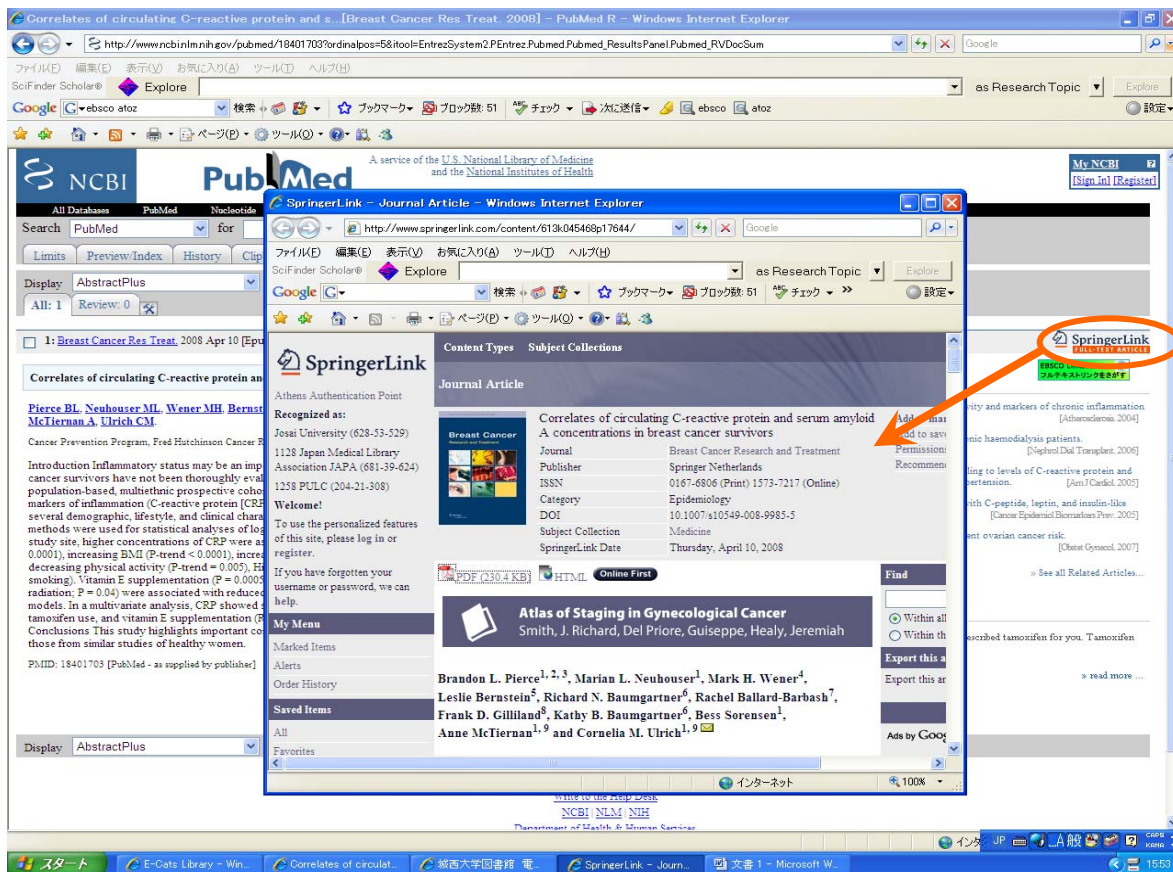 Correlates of circulating C-reactive protein and s...[Breast Cancer Res Treat. 2008] - PubMed R - Windows Internet Explorer
http://www.ncbi.nlm.nih.gov/pubmed/18401703?ordinalpos=5&itool=EntrezSystem2.PEntrez.Pubmed.Pubmed_ResultsPanel.Pubmed_RVDocSum
Google
ファイル(F) 編集(E) 表示(V) お気に入り(A) ツール(T) ヘルプ(H)
SciFinder Scholar® Explore as Research Topic Explore
Google ebsco atoz 検索 ブックマーク ブロック数: 51 チェック 次に送信 ebsco atoz 設定
ページ(P) ツール(O)
NCBI
PubMed
A service of the U.S. National Library of Medicine
and the National Institutes of Health
My NCBI
[Sign In] [Register]
All Databases PubMed Nucleotide
Search PubMed for
Limits Preview/Index History Clip
Display AbstractPlus
All: 1 Review: 0
1: Breast Cancer Res Treat. 2008 Apr 10 [Epu
Correlates of circulating C-reactive protein an
Pierce BL, Neuhouser ML, Wener MH, Bernst
McTiernan A, Ulrich CM.
Cancer Prevention Program, Fred Hutchinson Cancer R
Introduction Inflammatory status may be an imp
cancer survivors have not been thoroughly eval
population-based, multiethnic prospective coho
markers of inflammation (C-reactive protein [CRP
several demographic, lifestyle, and clinical chara
methods were used for statistical analyses of log
study site, higher concentrations of CRP were as
0.0001), increasing BMI (P-trend < 0.0001), increa
decreasing physical activity (P-trend = 0.005), Hi
smoking). Vitamin E supplementation (P = 0.0005
radiation; P = 0.04) were associated with reduced
models. In a multivariate analysis, CRP showed s
tamoxifen use, and vitamin E supplementation (R
Conclusions This study highlights important co
those from similar studies of healthy women.
PMID: 18401703 [PubMed - as supplied by publisher]
Display AbstractPlus
SpringerLink
FULL-TEXT ARTICLE
EBSCO
フルテキストリンクをさがす
vity and markers of chronic inflammation
[Atherosclerosis. 2004]
nic haemodialysis patients.
[Nephrol Dial Transplant. 2006]
ling to levels of C-reactive protein and
pertension. [Am J Cardiol. 2005]
vith C-peptide, leptin, and insulin-like
[Cancer Epidemiol Biomarkers Prev. 2005]
ent ovarian cancer risk.
[Obstet Gynecol. 2007]
» See all Related Articles...
escribed tamoxifen for you. Tamoxifen
» read more ...
SpringerLink - Journal Article - Windows Internet Explorer
http://www.springerlink.com/content/613k045468p17644/
Google
ファイル(F) 編集(E) 表示(V) お気に入り(A) ツール(T) ヘルプ(H)
SciFinder Scholar® Explore as Research Topic Explore
Google 検索 ブックマーク ブロック数: 51 チェック 設定
ページ(P) ツール(O)
SpringerLink
Athens Authentication Point
Recognized as:
Josai University (628-53-529)
1128 Japan Medical Library
Association JAPA (681-39-624)
1258 PULC (204-21-308)
Welcome!
To use the personalized features
of this site, please log in or
register.
If you have forgotten your
username or password, we can
help.
My Menu
Marked Items
Alerts
Order History
Saved Items
All
Favorites
Content Types Subject Collections
Journal Article
Breast Cancer
Correlates of circulating C-reactive protein and serum amyloid
A concentrations in breast cancer survivors
Journal Breast Cancer Research and Treatment
Publisher Springer Netherlands
ISSN 0167-6806 (Print) 1573-7217 (Online)
Category Epidemiology
DOI 10.1007/s10549-008-9985-5
Subject Collection Medicine
SpringerLink Date Thursday, April 10, 2008
Add to mar
Add to save
Permissions
Recommend
PDF (230.4 KB) HTML Online First
Atlas of Staging in Gynecological Cancer
Smith, J. Richard, Del Priore, Guiseppe, Healy, Jeremiah
Brandon L. Pierce1, 2, 3, Marian L. Neuhouser1, Mark H. Wener4,
Leslie Bernstein5, Richard N. Baumgartner6, Rachel Ballard-Barbash7,
Frank D. Gilliland8, Kathy B. Baumgartner6, Bess Sorensen1,
Anne McTiernan1, 9 and Cornelia M. Ulrich1, 9
Find
Within all
Within th
Export this a
Export this ar
Ads by Goog
インターネット 100%
Write to the Help Desk
NCBI | NLM | NIH
Department of Health & Human Services
インタ JP A 般 CAPS KANA
スタート E-Cats Library - Win... Correlates of circulat... 城西大学図書館 電... SpringerLink - Journ... 文書 1 - Microsoft W... 15:53